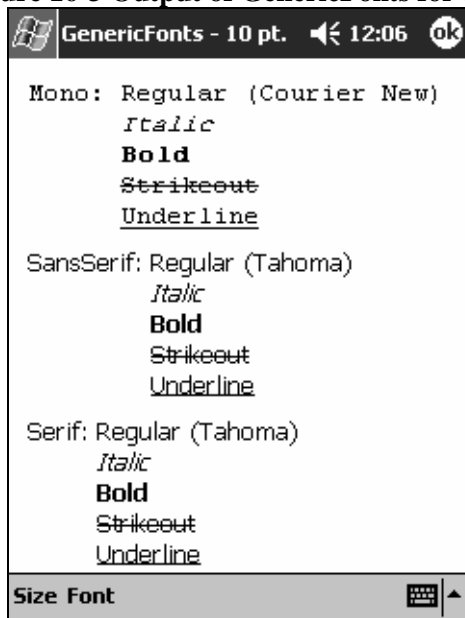 GenericFonts - 10 pt. 12:06 ok
Mono: Regular (Courier New)
Italic
Bold
Strikeout
Underline
SansSerif: Regular (Tahoma)
Italic
Bold
Strikeout
Underline
Serif: Regular (Tahoma)
Italic
Bold
Strikeout
Underline
Size Font